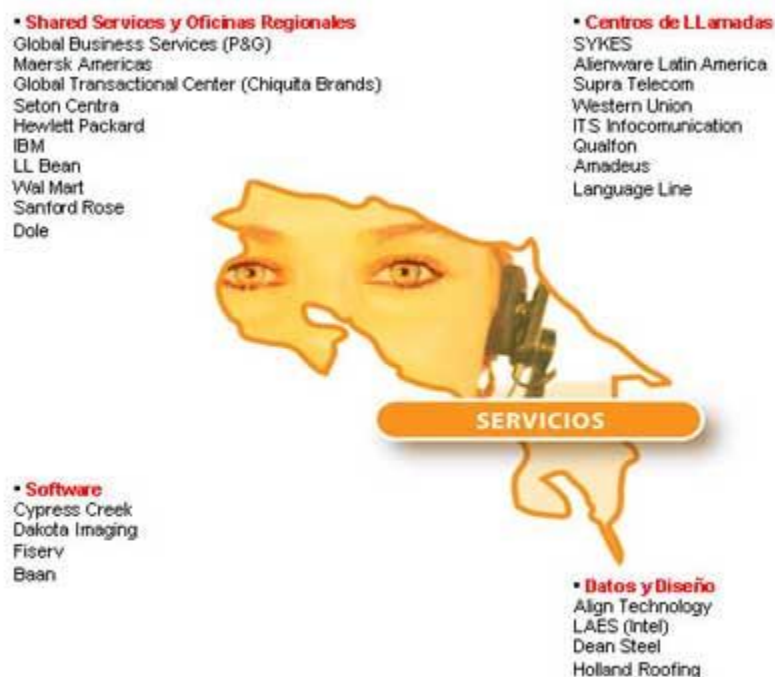 ▪ Shared Services y Oficinas Regionales
Global Business Services (P&G)
Maersk Americas
Global Transactional Center (Chiquita Brands)
Seton Centra
Hewlett Packard
IBM
LL Bean
Wal Mart
Sanford Rose
Dole
▪ Centros de LLamadas
SYKES
Alienware Latin America
Supra Telecom
Western Union
ITS Infocomunication
Qualfon
Amadeus
Language Line
SERVICIOS
▪ Software
Cypress Creek
Dakota Imaging
Fiserv
Baan
▪ Datos y Diseño
Align Technology
LAES (Intel)
Dean Steel
Holland Roofing